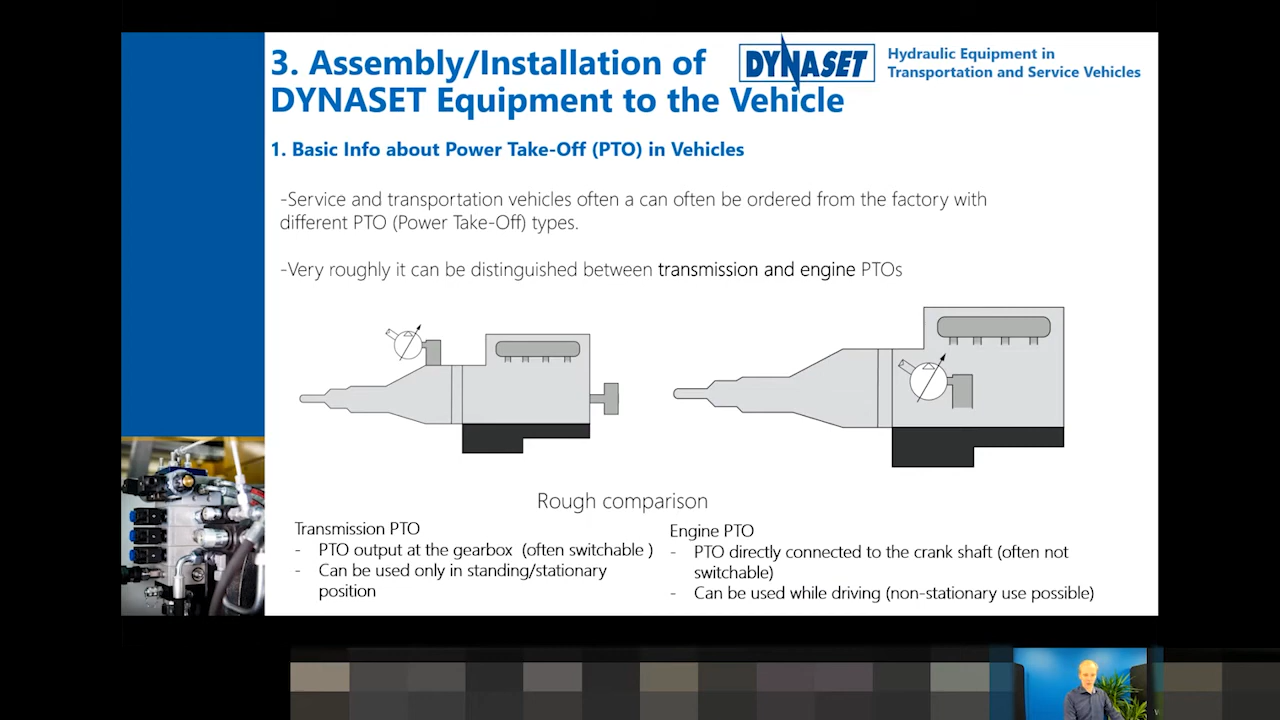 3. Assembly/Installation of
DYNASET Equipment to the Vehicle
DYNASET
Hydraulic Equipment in
Transportation and Service Vehicles
1. Basic Info about Power Take-Off (PTO) in Vehicles
-Service and transportation vehicles often a can often be ordered from the factory with
different PTO (Power Take-Off) types.
-Very roughly it can be distinguished between transmission and engine PTOs
Rough comparison
Transmission PTO
- PTO output at the gearbox (often switchable )
- Can be used only in standing/stationary
position
Engine PTO
- PTO directly connected to the crank shaft (often not
switchable)
- Can be used while driving (non-stationary use possible)